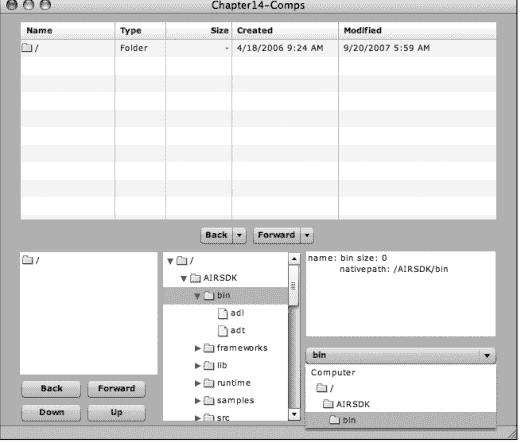 Chapter14-Comps
Name Type Size Created Modified
/ Folder - 4/18/2006 9:24 AM 9/20/2007 5:59 AM
Back Forward
/
Back Forward
Down Up
/
AIRSDK
bin
adl
adt
frameworks
lib
runtime
samples
src
name: bin size: 0
nativepath: /AIRSDK/bin
bin
Computer
/
AIRSDK
bin